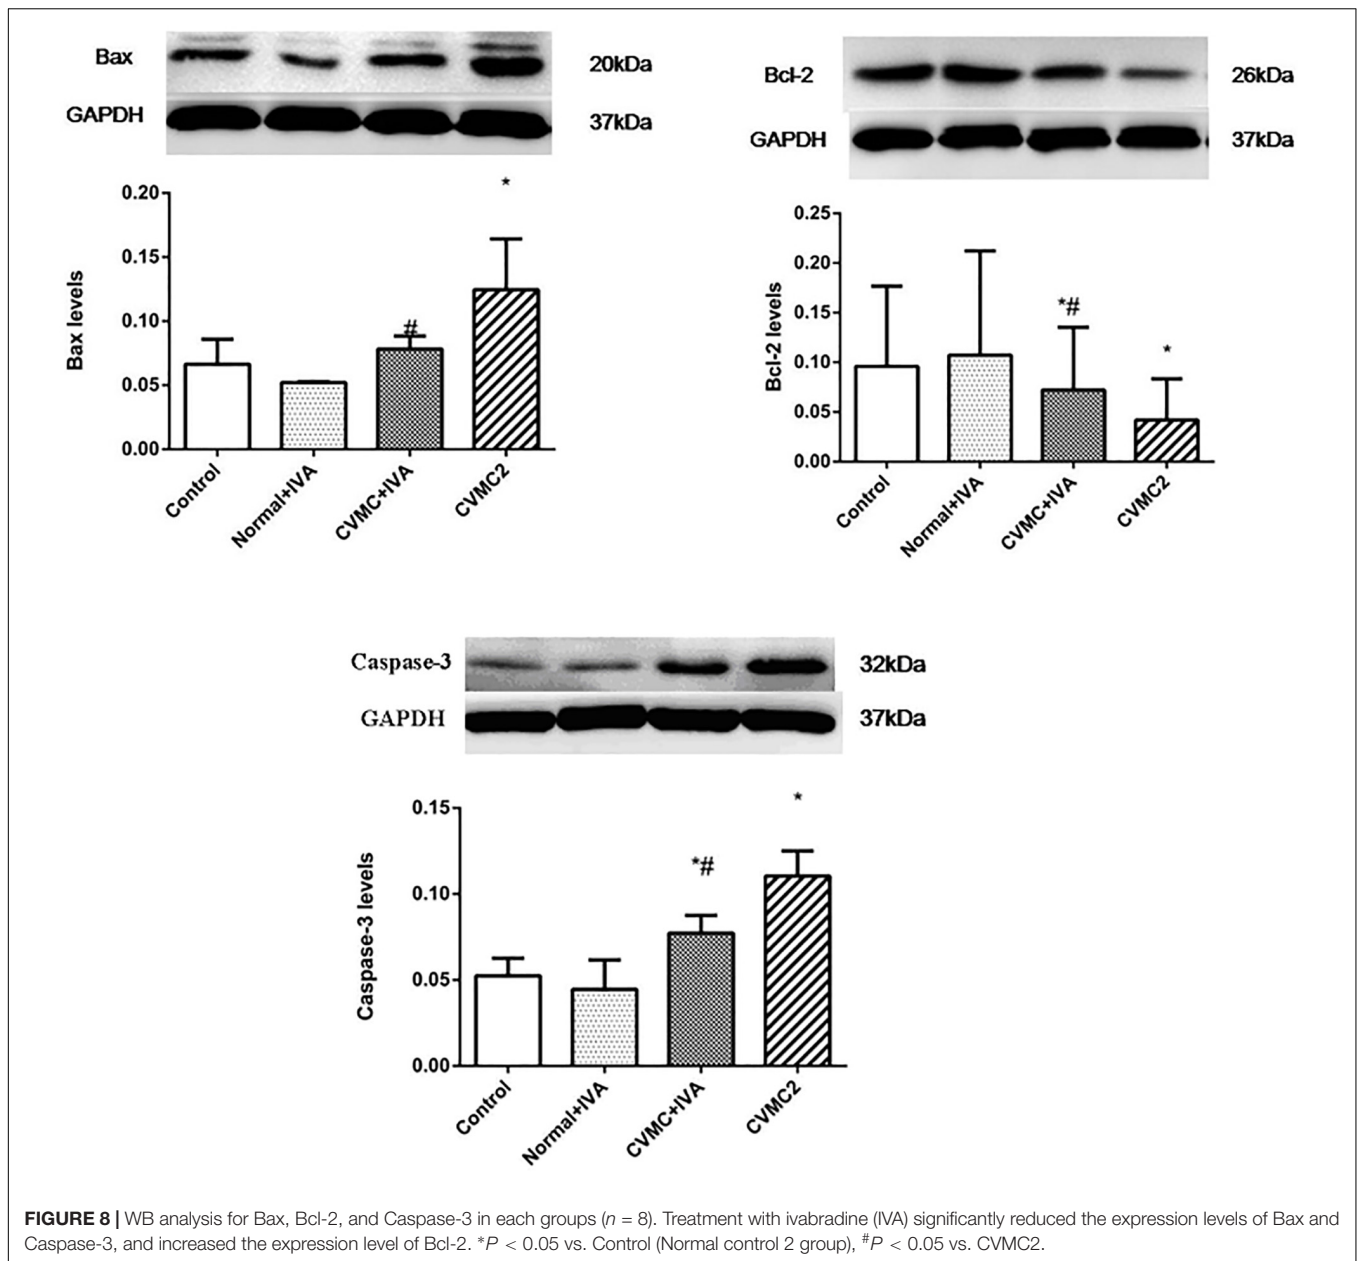 Bax
20kDa
GAPDH
37kDa
*
0.20
0.15
0.10
0.05
0.00
Bax levels
#
Control
Normal+IVA
CVMC+IVA
CVMC2
Bcl-2
26kDa
GAPDH
37kDa
0.25
0.20
0.15
0.10
0.05
0.00
Bcl-2 levels
*#
*
Control
Normal+IVA
CVMC+IVA
CVMC2
Caspase-3
32kDa
GAPDH
37kDa
*
0.15
0.10
0.05
0.00
Caspase-3 levels
*#
Control
Normal+IVA
CVMC+IVA
CVMC2
FIGURE 8 | WB analysis for Bax, Bcl-2, and Caspase-3 in each groups (n = 8). Treatment with ivabradine (IVA) significantly reduced the expression levels of Bax and
Caspase-3, and increased the expression level of Bcl-2. *P < 0.05 vs. Control (Normal control 2 group), #P < 0.05 vs. CVMC2.